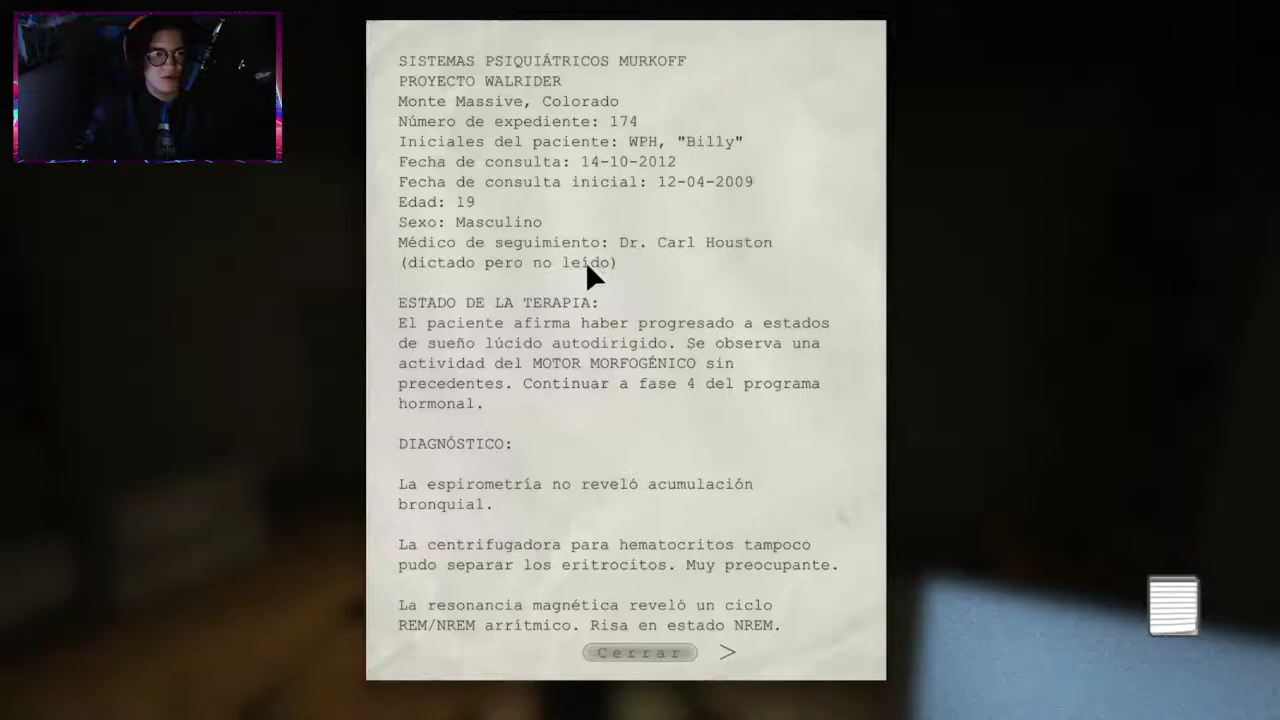 SISTEMAS PSIQUIÁTRICOS MURKOFF
PROYECTO WALRIDER
Monte Massive, Colorado
Número de expediente: 174
Iniciales del paciente: WPH, "Billy"
Fecha de consulta: 14-10-2012
Fecha de consulta inicial: 12-04-2009
Edad: 19
Sexo: Masculino
Médico de seguimiento: Dr. Carl Houston
(dictado pero no leído)
ESTADO DE LA TERAPIA:
El paciente afirma haber progresado a estados
de sueño lúcido autodirigido. Se observa una
actividad del MOTOR MORFOGÉNICO sin
precedentes. Continuar a fase 4 del programa
hormonal.
DIAGNÓSTICO:
La espirometría no reveló acumulación
bronquial.
La centrifugadora para hematocritos tampoco
pudo separar los eritrocitos. Muy preocupante.
La resonancia magnética reveló un ciclo
REM/NREM arrítmico. Risa en estado NREM.
Cerrar >